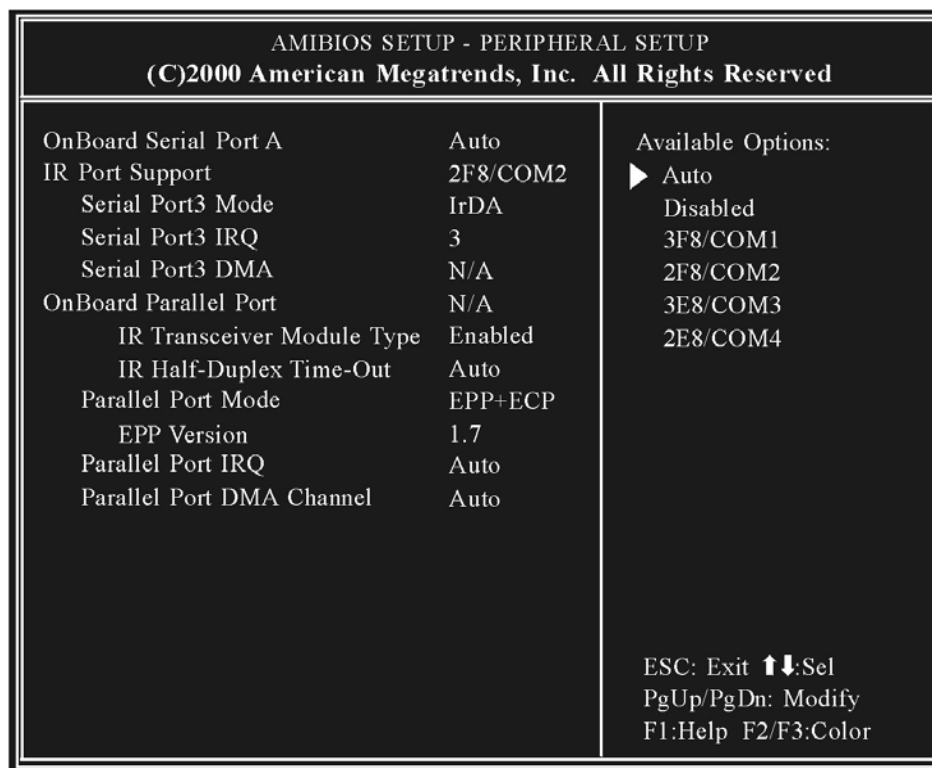 AMIBIOS SETUP - PERIPHERAL SETUP
(C)2000 American Megatrends, Inc. All Rights Reserved
OnBoard Serial Port A Auto
IR Port Support 2F8/COM2
Serial Port3 Mode IrDA
Serial Port3 IRQ 3
Serial Port3 DMA N/A
OnBoard Parallel Port N/A
IR Transceiver Module Type Enabled
IR Half-Duplex Time-Out Auto
Parallel Port Mode EPP+ECP
EPP Version 1.7
Parallel Port IRQ Auto
Parallel Port DMA Channel Auto
Available Options:
▶ Auto
Disabled
3F8/COM1
2F8/COM2
3E8/COM3
2E8/COM4
ESC: Exit ⬆⬇:Sel
PgUp/PgDn: Modify
F1:Help F2/F3:Color